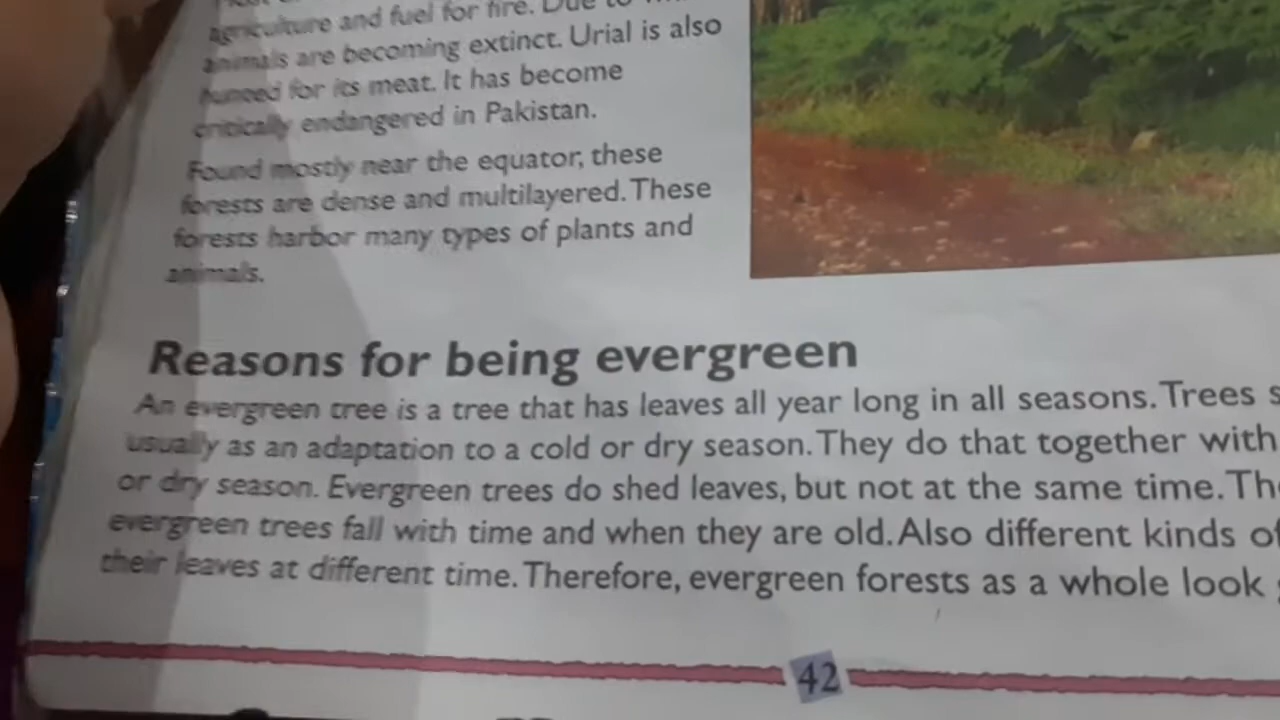 agriculture and fuel for fire. Due to
animals are becoming extinct. Urial is also
hunted for its meat. It has become
critically endangered in Pakistan.
Found mostly near the equator, these
forests are dense and multilayered. These
forests harbor many types of plants and
animals.
Reasons for being evergreen
An evergreen tree is a tree that has leaves all year long in all seasons. Trees
usually as an adaptation to a cold or dry season. They do that together with
or dry season. Evergreen trees do shed leaves, but not at the same time.
evergreen trees fall with time and when they are old. Also different kinds of
their leaves at different time. Therefore, evergreen forests as a whole look
42